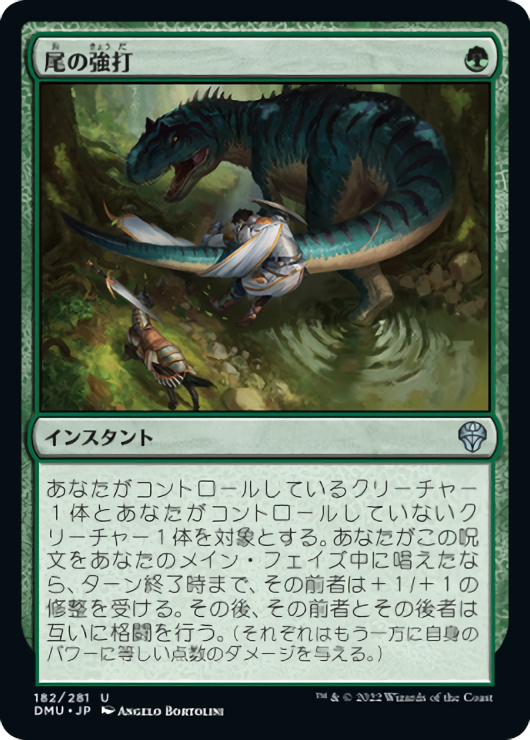 尾の強打
お きょうだ
インスタント
あなたがコントロールしているクリーチャー
１体とあなたがコントロールしていないク
リーチャー１体を対象とする。あなたがこの呪
文をあなたのメイン・フェイズ中に唱えたな
ら、ターン終了時まで、その前者は＋１/＋１の
修整を受ける。その後、その前者とその後者は
互いに格闘を行う。（それぞれはもう一方に自身の
パワーに等しい点数のダメージを与える。）
182/281 U
DMU • JP Angelo Bortolini
™ & © 2022 Wizards of the Coast